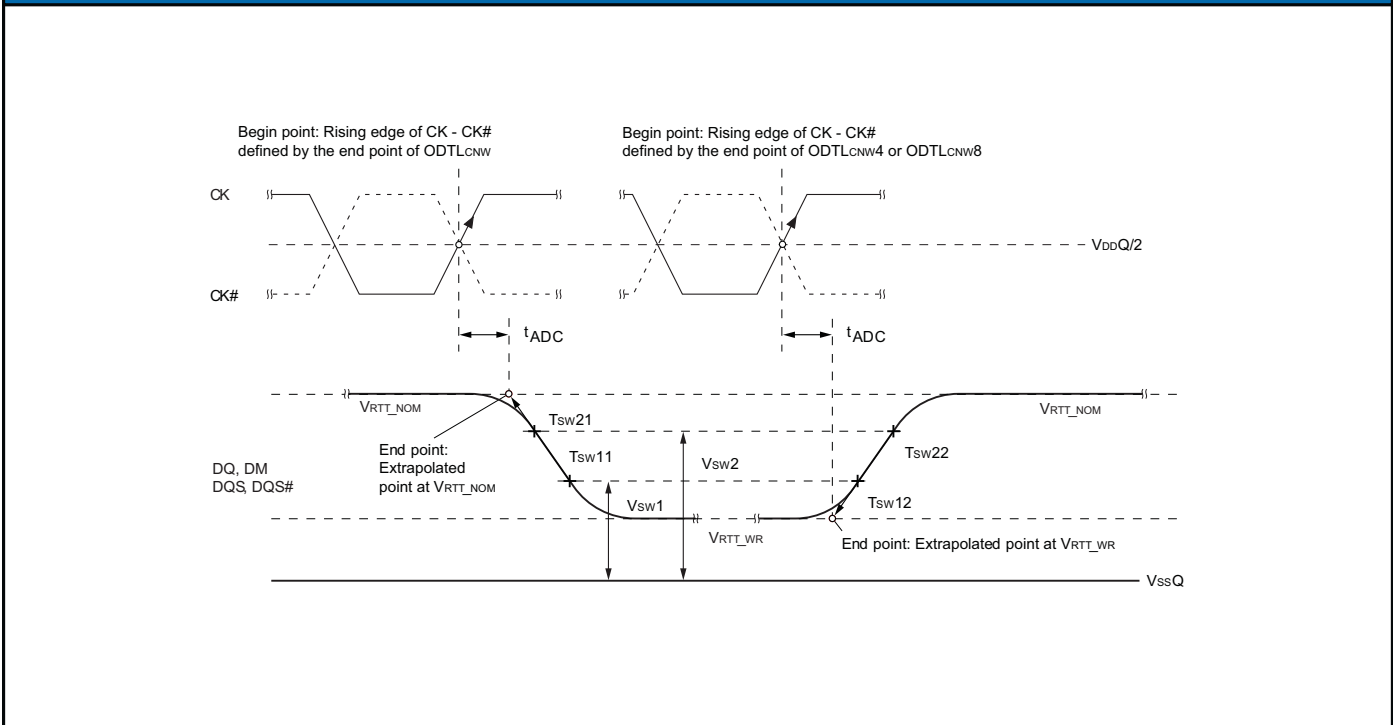 Begin point: Rising edge of CK - CK#
defined by the end point of ODTLCNW
Begin point: Rising edge of CK - CK#
defined by the end point of ODTLCNW4 or ODTLCNW8
CK
VDDQ/2
CK#
tADC
tADC
VRTT_NOM
VRTT_NOM
TSW21
End point:
Extrapolated
point at VRTT_NOM
TSW11
VSW2
TSW22
DQ, DM
DQS, DQS#
VSW1
TSW12
VRTT_WR
End point: Extrapolated point at VRTT_WR
VSSQ